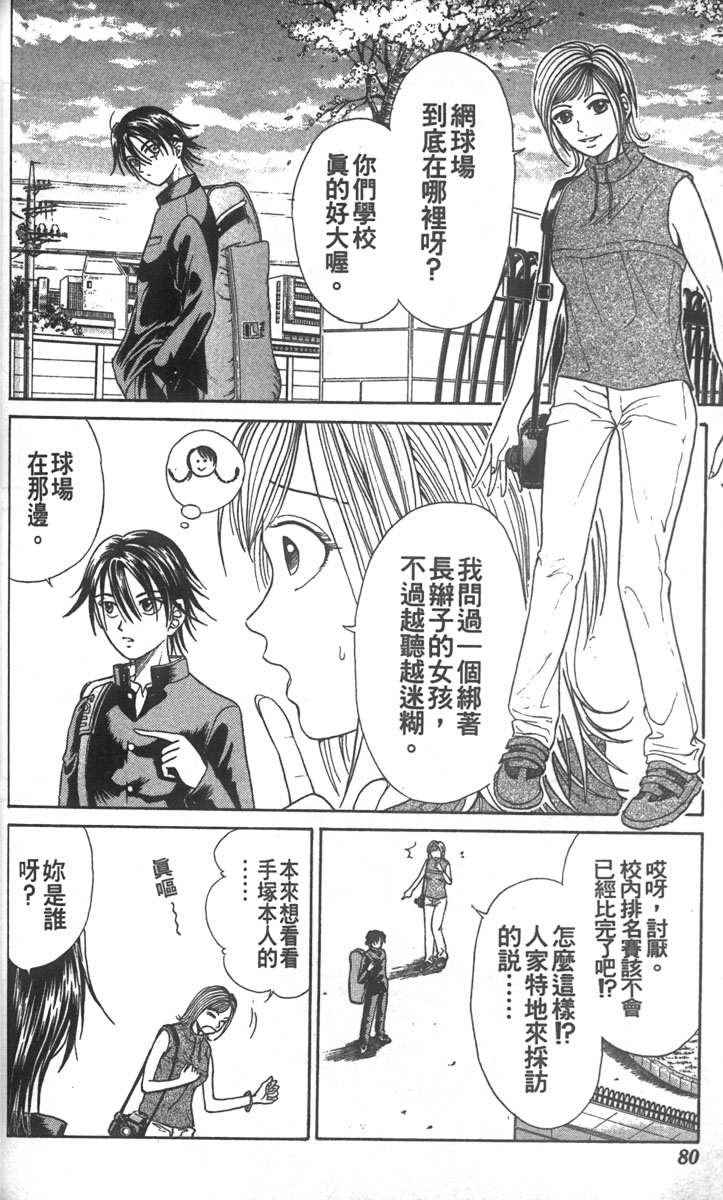 網球場
到底在哪裡呀?
你們學校
真的好大喔。
我問過一個綁著
長辮子的女孩,
不過越聽越迷糊。
球場
在那邊。
哎呀,討厭。
校內排名賽該不會
已經比完了吧!?
怎麼這樣!?
人家特地來採訪
的說……
本來想看看
手塚本人的
……
真嘔~
妳是誰
呀?
80